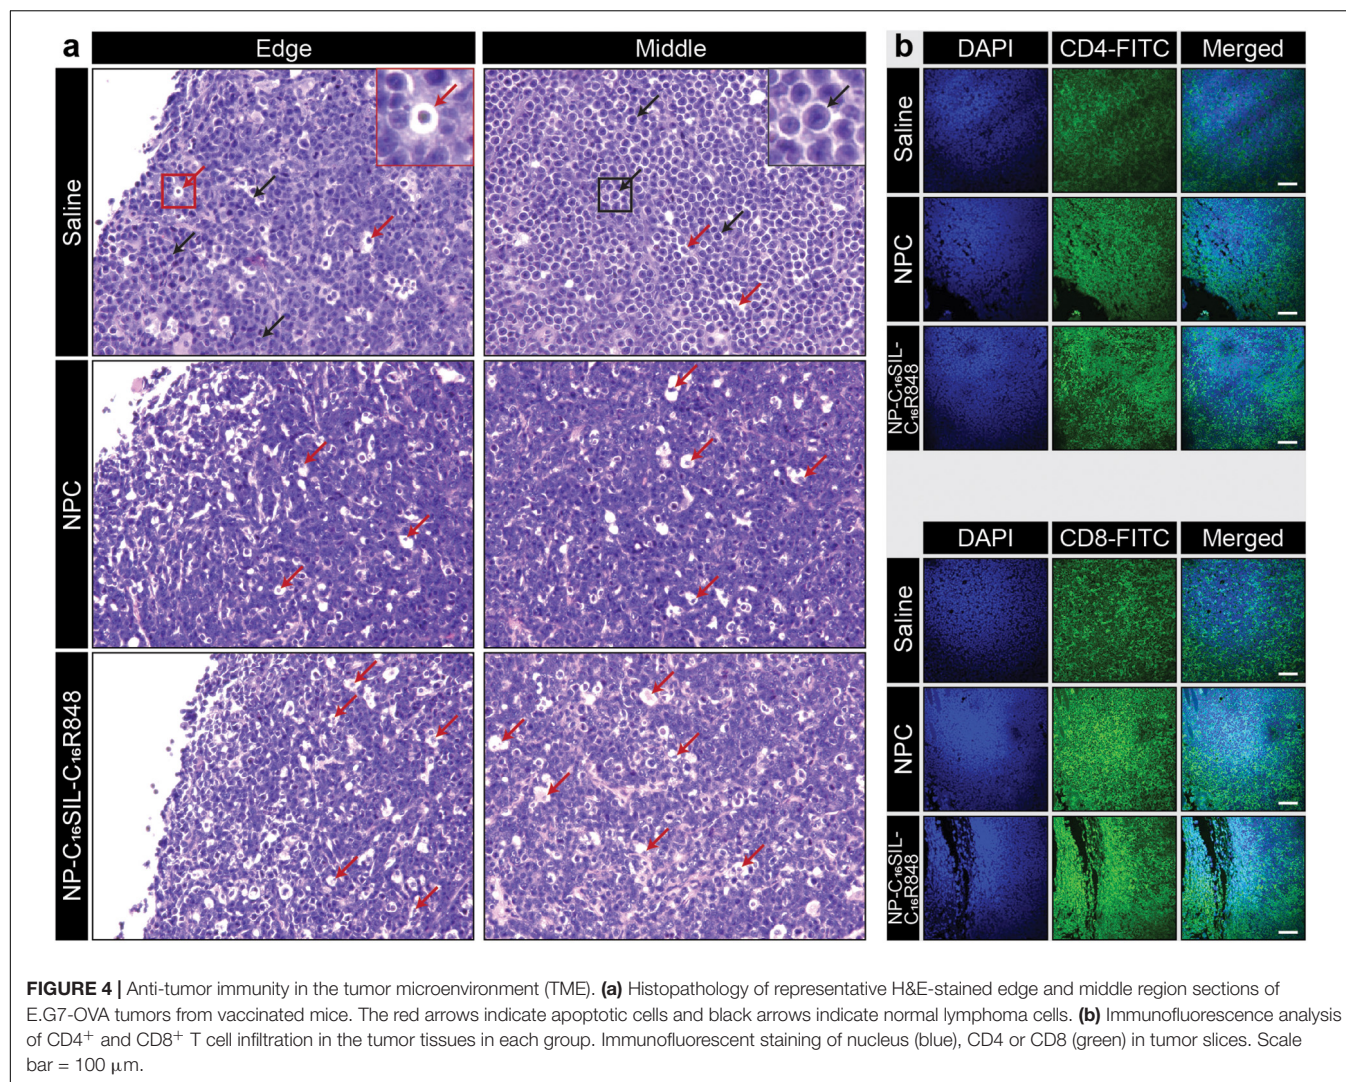 a
Edge
Middle
Saline
NPC
NP-C₁₆SIL-C₁₆R848
b
DAPI
CD4-FITC
Merged
Saline
NPC
NP-C₁₆SIL-
C₁₆R848
DAPI
CD8-FITC
Merged
Saline
NPC
NP-C₁₆SIL-
C₁₆R848
FIGURE 4 | Anti-tumor immunity in the tumor microenvironment (TME). (a) Histopathology of representative H&E-stained edge and middle region sections of
E.G7-OVA tumors from vaccinated mice. The red arrows indicate apoptotic cells and black arrows indicate normal lymphoma cells. (b) Immunofluorescence analysis
of CD4⁺ and CD8⁺ T cell infiltration in the tumor tissues in each group. Immunofluorescent staining of nucleus (blue), CD4 or CD8 (green) in tumor slices. Scale
bar = 100 μm.